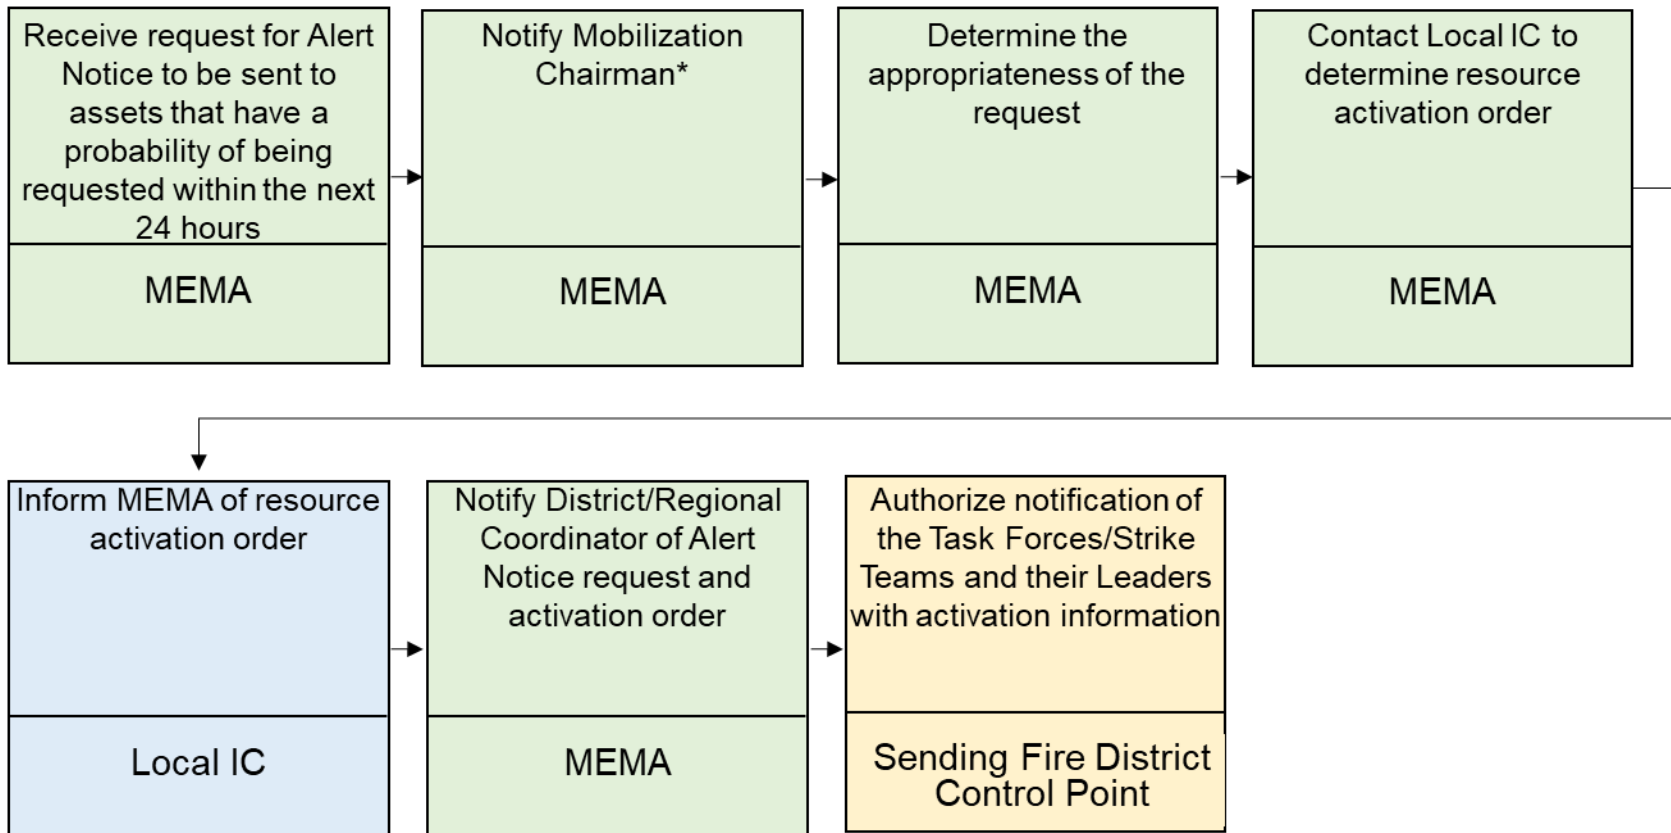 Receive request for Alert
Notice to be sent to
assets that have a
probability of being
requested within the next
24 hours
MEMA
Notify Mobilization
Chairman*
MEMA
Determine the
appropriateness of the
request
MEMA
Contact Local IC to
determine resource
activation order
MEMA
Inform MEMA of resource
activation order
Local IC
Notify District/Regional
Coordinator of Alert
Notice request and
activation order
MEMA
Authorize notification of
the Task Forces/Strike
Teams and their Leaders
with activation information
Sending Fire District
Control Point